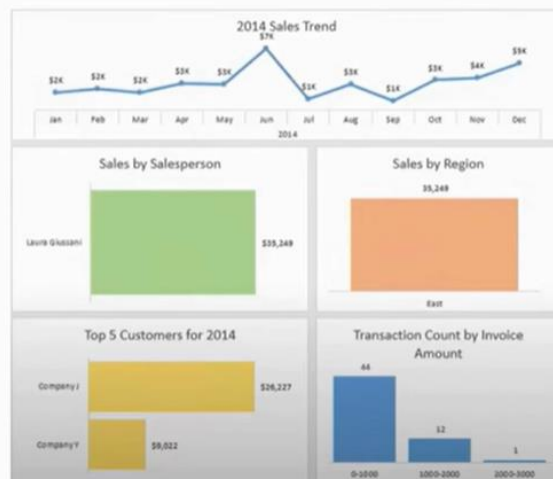 2014 Sales Trend
$2K $2K $2K $3K $3K $7K $1K $3K $1K $3K $4K $5K
Jan Feb Mar Apr May Jun Jul Aug Sep Oct Nov Dec
2014
Sales by Salesperson
Laura Giussani
$35,249
Sales by Region
35,249
East
Top 5 Customers for 2014
Company J
$26,227
Company Y
$9,022
Transaction Count by Invoice
Amount
44
12
1
0-1000 1000-2000 2000-3000